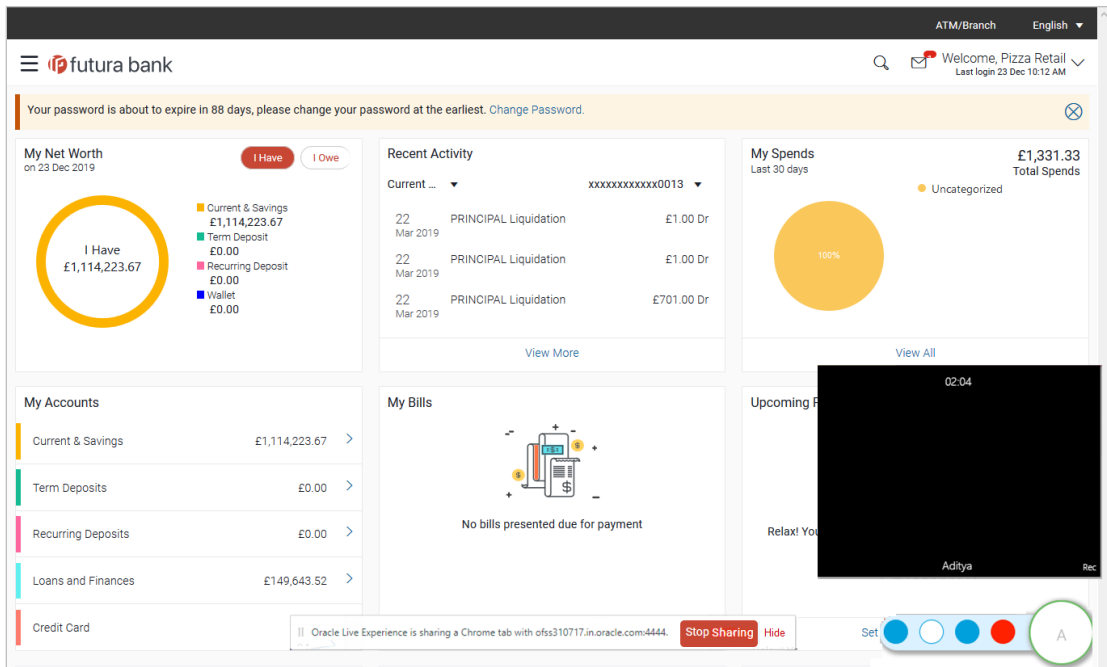 ATM/Branch English
futura bank
Welcome, Pizza Retail
Last login 23 Dec 10:12 AM
Your password is about to expire in 88 days, please change your password at the earliest. Change Password.
My Net Worth
on 23 Dec 2019
I Have I Owe
I Have
£1,114,223.67
Current & Savings
£1,114,223.67
Term Deposit
£0.00
Recurring Deposit
£0.00
Wallet
£0.00
Recent Activity
Current ... xxxxxxxxxxxx0013
22 PRINCIPAL Liquidation £1.00 Dr
Mar 2019
22 PRINCIPAL Liquidation £1.00 Dr
Mar 2019
22 PRINCIPAL Liquidation £701.00 Dr
Mar 2019
View More
My Spends £1,331.33
Last 30 days Total Spends
Uncategorized
100%
View All
My Accounts
Current & Savings £1,114,223.67
Term Deposits £0.00
Recurring Deposits £0.00
Loans and Finances £149,643.52
Credit Card
My Bills
$
$
$
No bills presented due for payment
Upcoming
Relax! You
Set
02:04
Aditya
Rec
Oracle Live Experience is sharing a Chrome tab with ofss310717.in.oracle.com:4444. Stop Sharing Hide
A